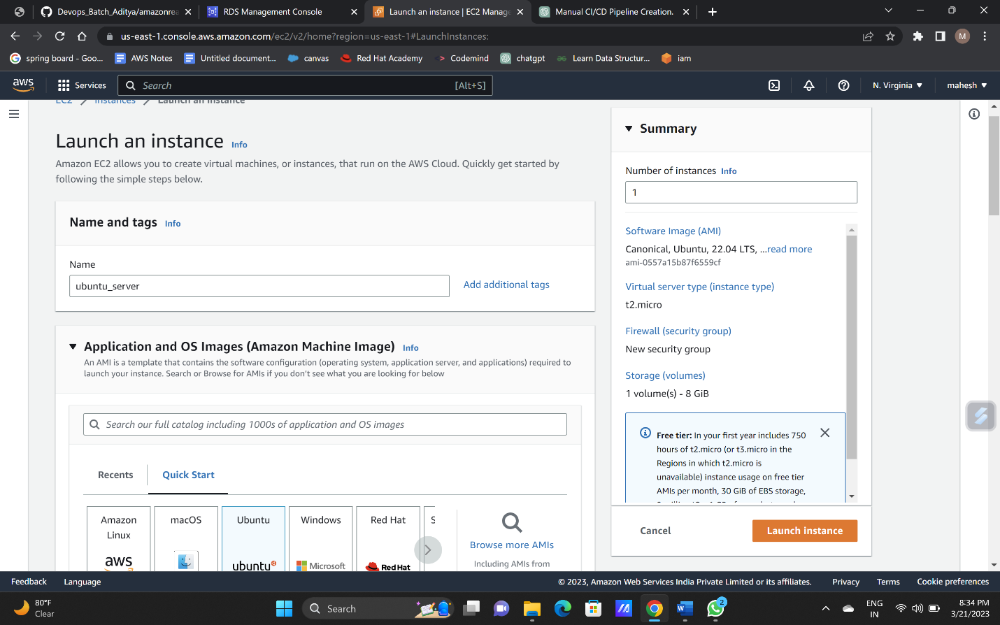 Devops_Batch_Aditya/amazonrea
RDS Management Console
Launch an instance | EC2 Manage
Manual CI/CD Pipeline Creation.
us-east-1.console.aws.amazon.com/ec2/v2/home?region=us-east-1#LaunchInstances:
M
spring board - Goo...
AWS Notes
Untitled document...
canvas
Red Hat Academy
Codemind
chatgpt
Learn Data Structur...
iam
aws
Services
Search
[Alt+S]
N. Virginia
mahesh
EC2 Instances Launch an instance
Launch an instance Info
Amazon EC2 allows you to create virtual machines, or instances, that run on the AWS Cloud. Quickly get started by
following the simple steps below.
Name and tags Info
Name
ubuntu_server
Add additional tags
Application and OS Images (Amazon Machine Image) Info
An AMI is a template that contains the software configuration (operating system, application server, and applications) required to
launch your instance. Search or Browse for AMIs if you don't see what you are looking for below
Search our full catalog including 1000s of application and OS images
Recents
Quick Start
Amazon
Linux
aws
macOS
Ubuntu
ubuntu
Windows
Microsoft
Red Hat
Red Hat
S
Browse more AMIs
Including AMIs from
Summary
Number of instances Info
1
Software Image (AMI)
Canonical, Ubuntu, 22.04 LTS, ...read more
ami-0557a15b87f6559cf
Virtual server type (instance type)
t2.micro
Firewall (security group)
New security group
Storage (volumes)
1 volume(s) - 8 GiB
Free tier: In your first year includes 750
hours of t2.micro (or t3.micro in the
Regions in which t2.micro is
unavailable) instance usage on free tier
AMIs per month, 30 GiB of EBS storage,
Cancel
Launch instance
Feedback
Language
© 2023, Amazon Web Services India Private Limited or its affiliates.
Privacy
Terms
Cookie preferences
80°F
Clear
Search
2
ENG
IN
8:34 PM
3/21/2023